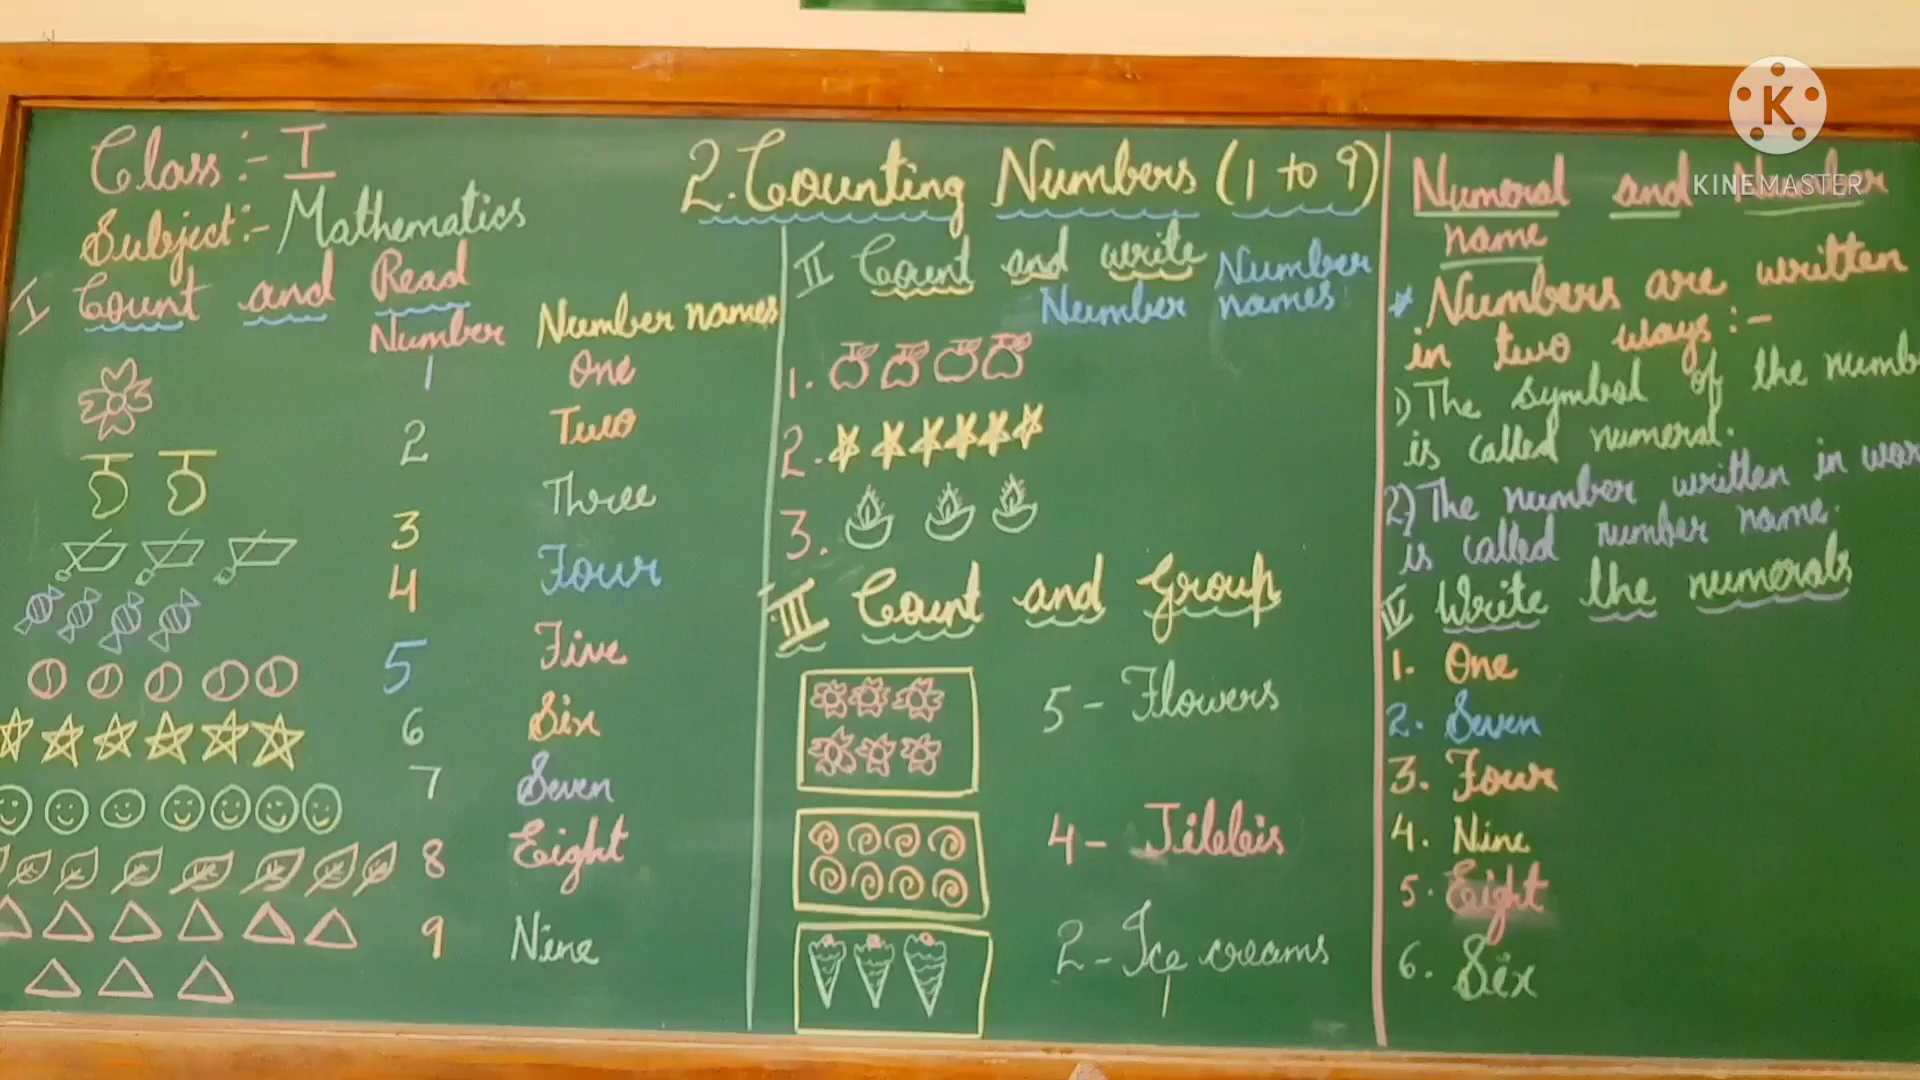 Class:- I
Subject:- Mathematics
2. Counting Numbers (1 to 9)
I Count and Read
Number Number names
1 One
2 Two
3 Three
4 Four
5 Five
6 Six
7 Seven
8 Eight
9 Nine
II Count and write Number
Number names
1.
2.
3.
III Count and Group
5 - Flowers
4 - Jilebis
2 - Ice creams
Numeral and Number
name
* Numbers are written
in two ways :-
1) The symbol of the numb
is called numeral.
2) The number written in wor
is called number name.
IV Write the numerals
1. One
2. Seven
3. Four
4. Nine
5. Eight
6. Six
K
KINEMASTER